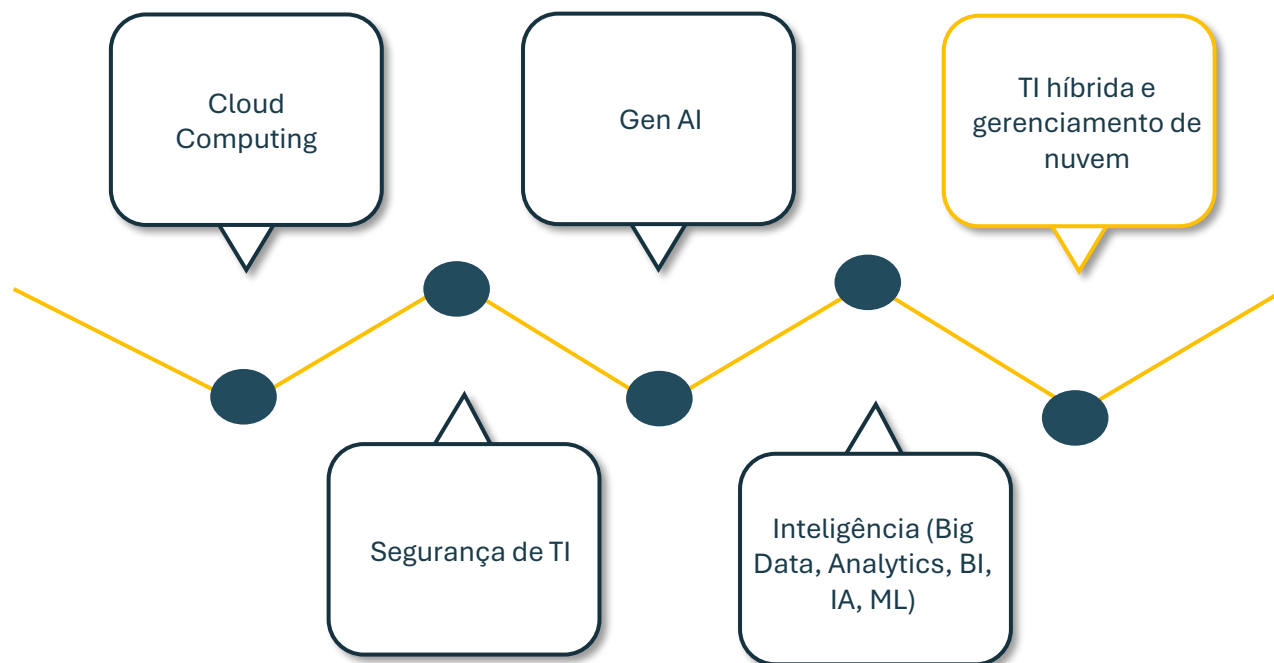 Cloud
Computing
Segurança de TI
Gen AI
Inteligência (Big
Data, Analytics, BI,
IA, ML)
TI híbrida e
gerenciamento de
nuvem